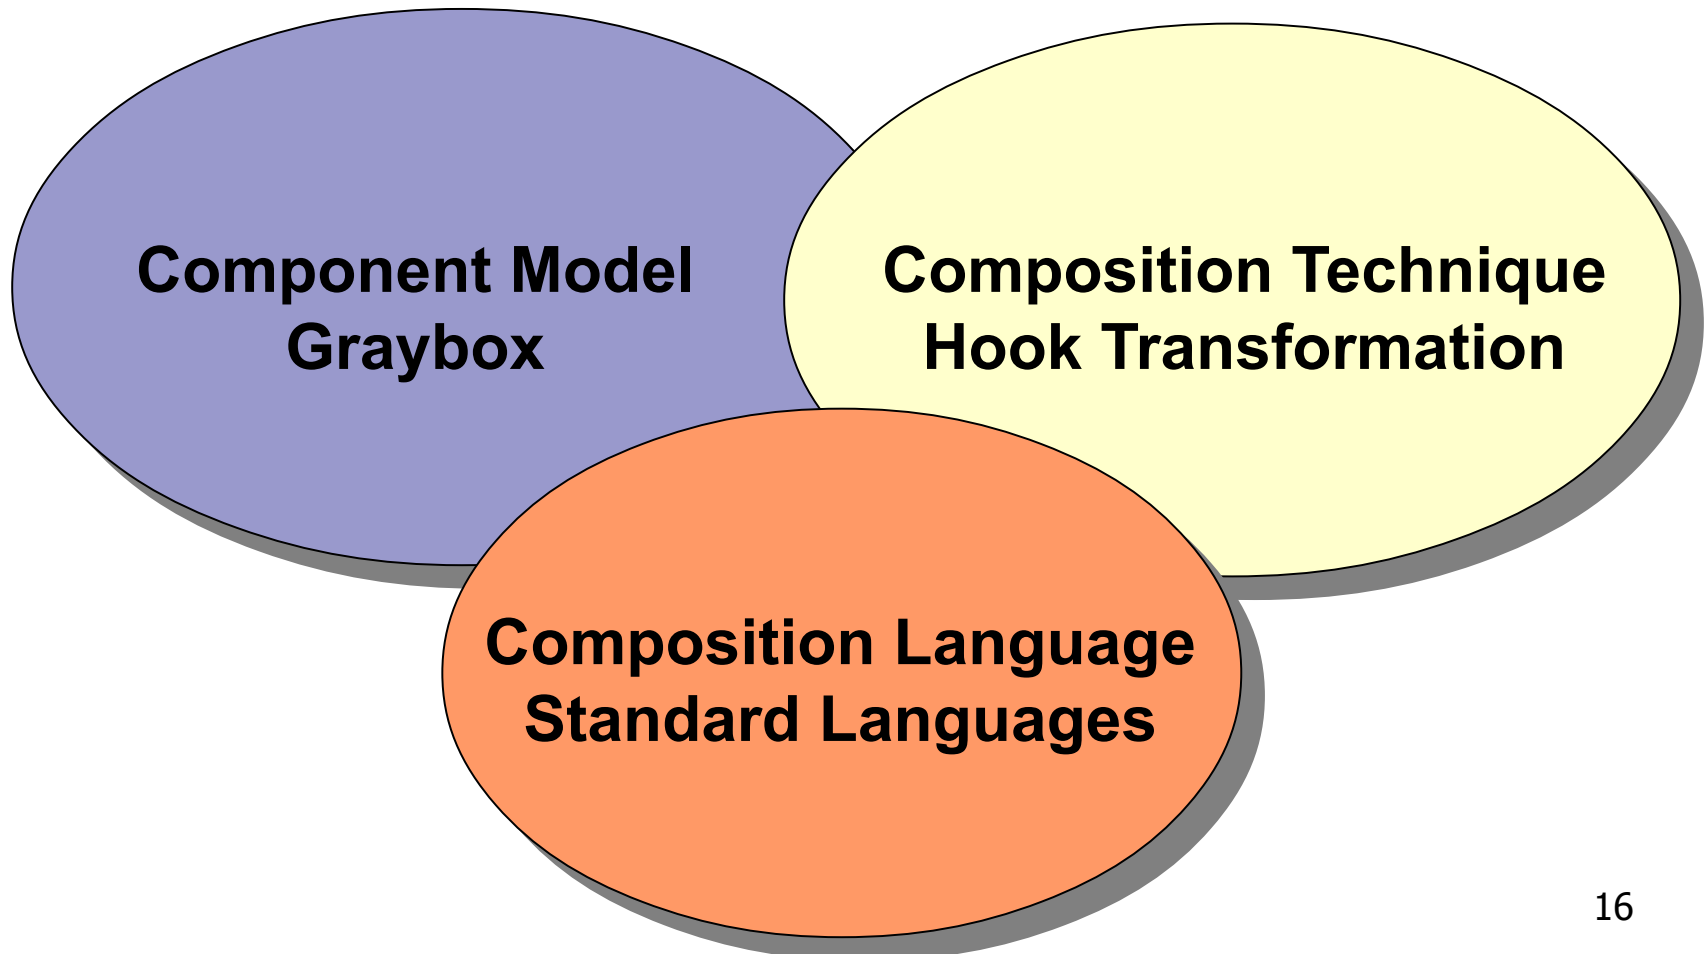 Component Model
Graybox
Composition Technique
Hook Transformation
Composition Language
Standard Languages
16